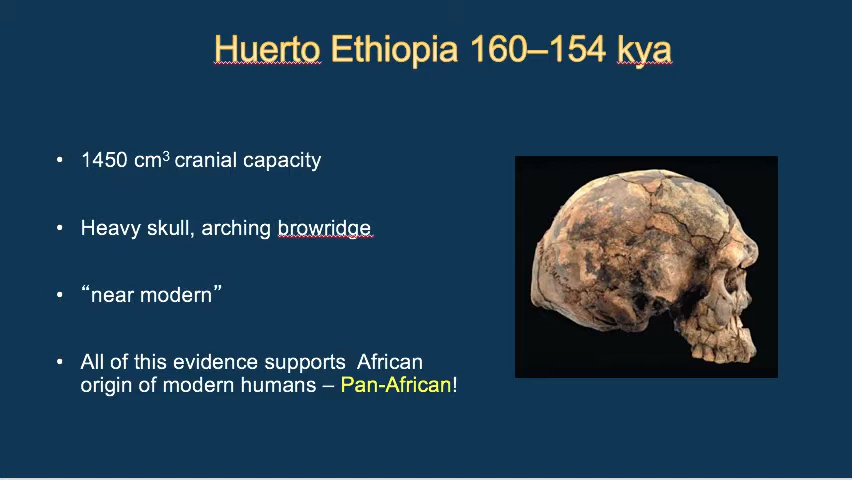 Huerto Ethiopia 160–154 kya
• 1450 cm³ cranial capacity
• Heavy skull, arching browridge
• “near modern”
• All of this evidence supports  African
origin of modern humans – Pan-African!